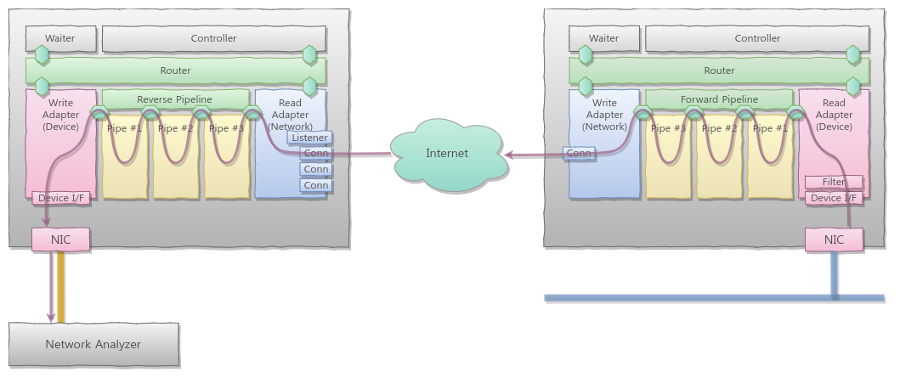 Waiter
Controller
Router
Write
Adapter
(Device)
Reverse Pipeline
Pipe #1
Pipe #2
Pipe #3
Read
Adapter
(Network)
Listener
Conn
Conn
Conn
Device I/F
NIC
Network Analyzer
Internet
Waiter
Controller
Router
Write
Adapter
(Network)
Conn
Forward Pipeline
Pipe #3
Pipe #2
Pipe #1
Read
Adapter
(Device)
Filter
Device I/F
NIC